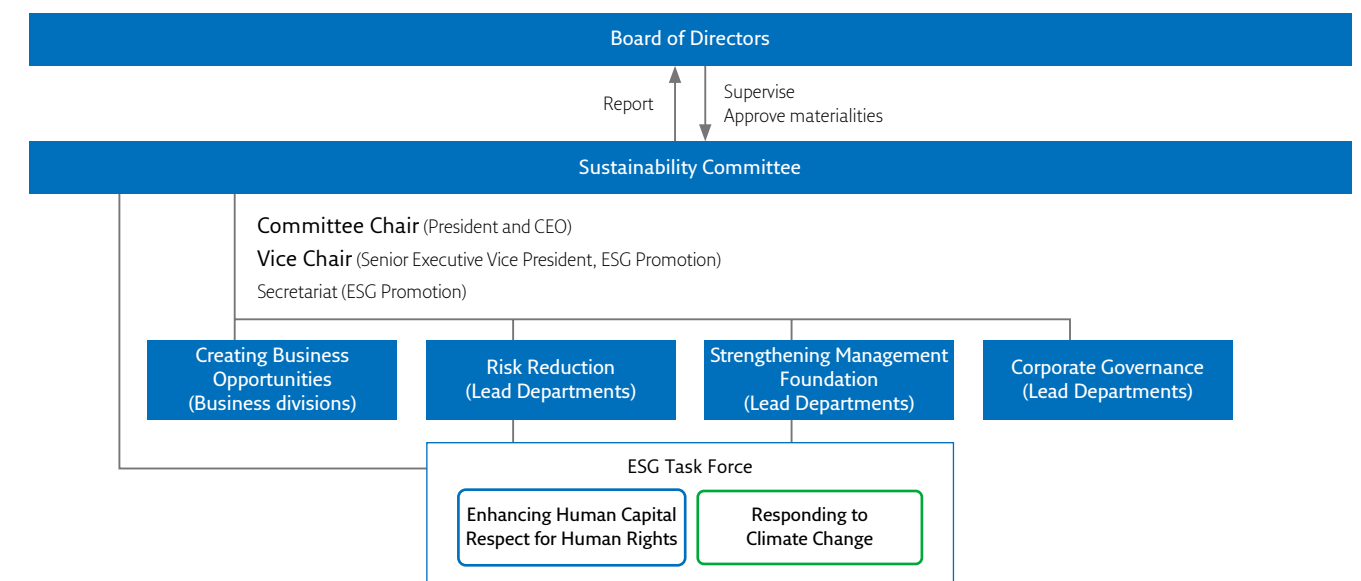 Board of Directors
Report
Supervise
Approve materialities
Sustainability Committee
Committee Chair (President and CEO)
Vice Chair (Senior Executive Vice President, ESG Promotion)
Secretariat (ESG Promotion)
Creating Business
Opportunities
(Business divisions)
Risk Reduction
(Lead Departments)
Strengthening Management
Foundation
(Lead Departments)
Corporate Governance
(Lead Departments)
ESG Task Force
Enhancing Human Capital
Respect for Human Rights
Responding to
Climate Change